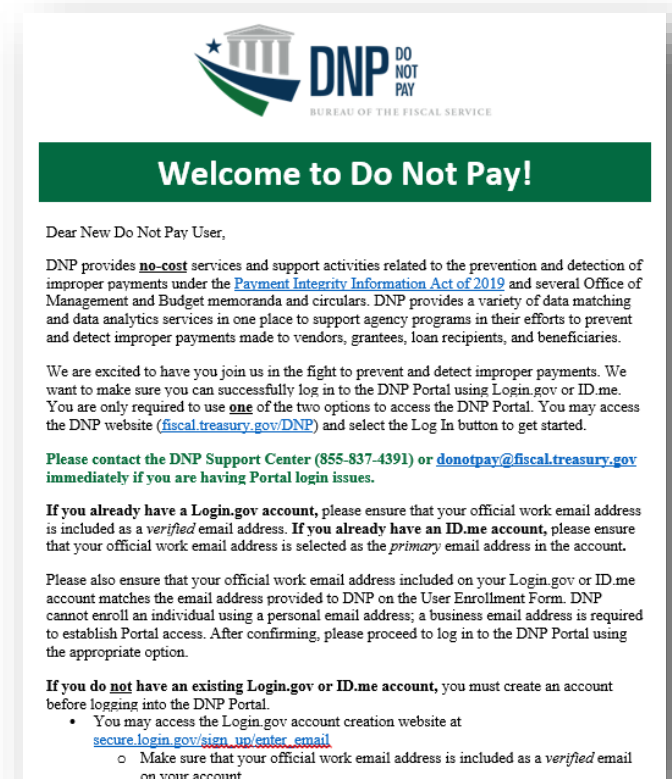 DNP DO
NOT
PAY
BUREAU OF THE FISCAL SERVICE
Welcome to Do Not Pay!
Dear New Do Not Pay User,
DNP provides no-cost services and support activities related to the prevention and detection of
improper payments under the Payment Integrity Information Act of 2019 and several Office of
Management and Budget memoranda and circulars. DNP provides a variety of data matching
and data analytics services in one place to support agency programs in their efforts to prevent
and detect improper payments made to vendors, grantees, loan recipients, and beneficiaries.
We are excited to have you join us in the fight to prevent and detect improper payments. We
want to make sure you can successfully log in to the DNP Portal using Login.gov or ID.me.
You are only required to use one of the two options to access the DNP Portal. You may access
the DNP website (fiscal.treasury.gov/DNP) and select the Log In button to get started.
Please contact the DNP Support Center (855-837-4391) or donotpay@fiscal.treasury.gov
immediately if you are having Portal login issues.
If you already have a Login.gov account, please ensure that your official work email address
is included as a verified email address. If you already have an ID.me account, please ensure
that your official work email address is selected as the primary email address in the account.
Please also ensure that your official work email address included on your Login.gov or ID.me
account matches the email address provided to DNP on the User Enrollment Form. DNP
cannot enroll an individual using a personal email address; a business email address is required
to establish Portal access. After confirming, please proceed to log in to the DNP Portal using
the appropriate option.
If you do not have an existing Login.gov or ID.me account, you must create an account
before logging into the DNP Portal.
• You may access the Login.gov account creation website at
secure.login.gov/sign_up/enter_email
o Make sure that your official work email address is included as a verified email
on your account